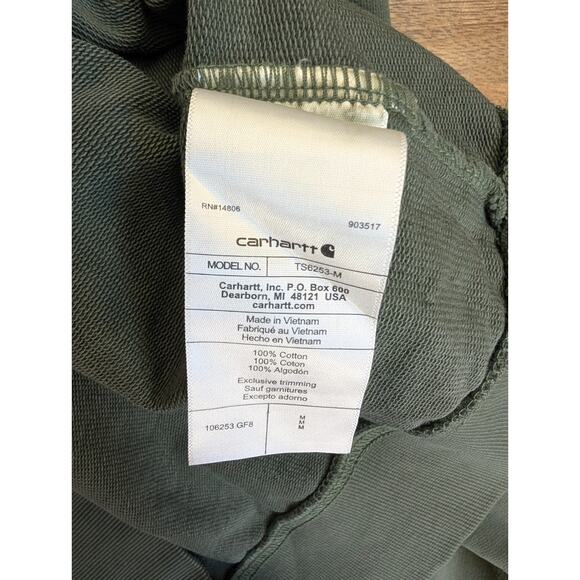 RN#14806
903517
carhartt
MODEL NO. TS6253-M
Carhartt, Inc. P.O. Box 600
Dearborn, MI 48121 USA
carhartt.com
Made in Vietnam
Fabriqué au Vietnam
Hecho en Vietnam
100% Cotton
100% Coton
100% Algodón
Exclusive trimming
Sauf garnitures
Excepto adorno
106253 GF8
M
M
M